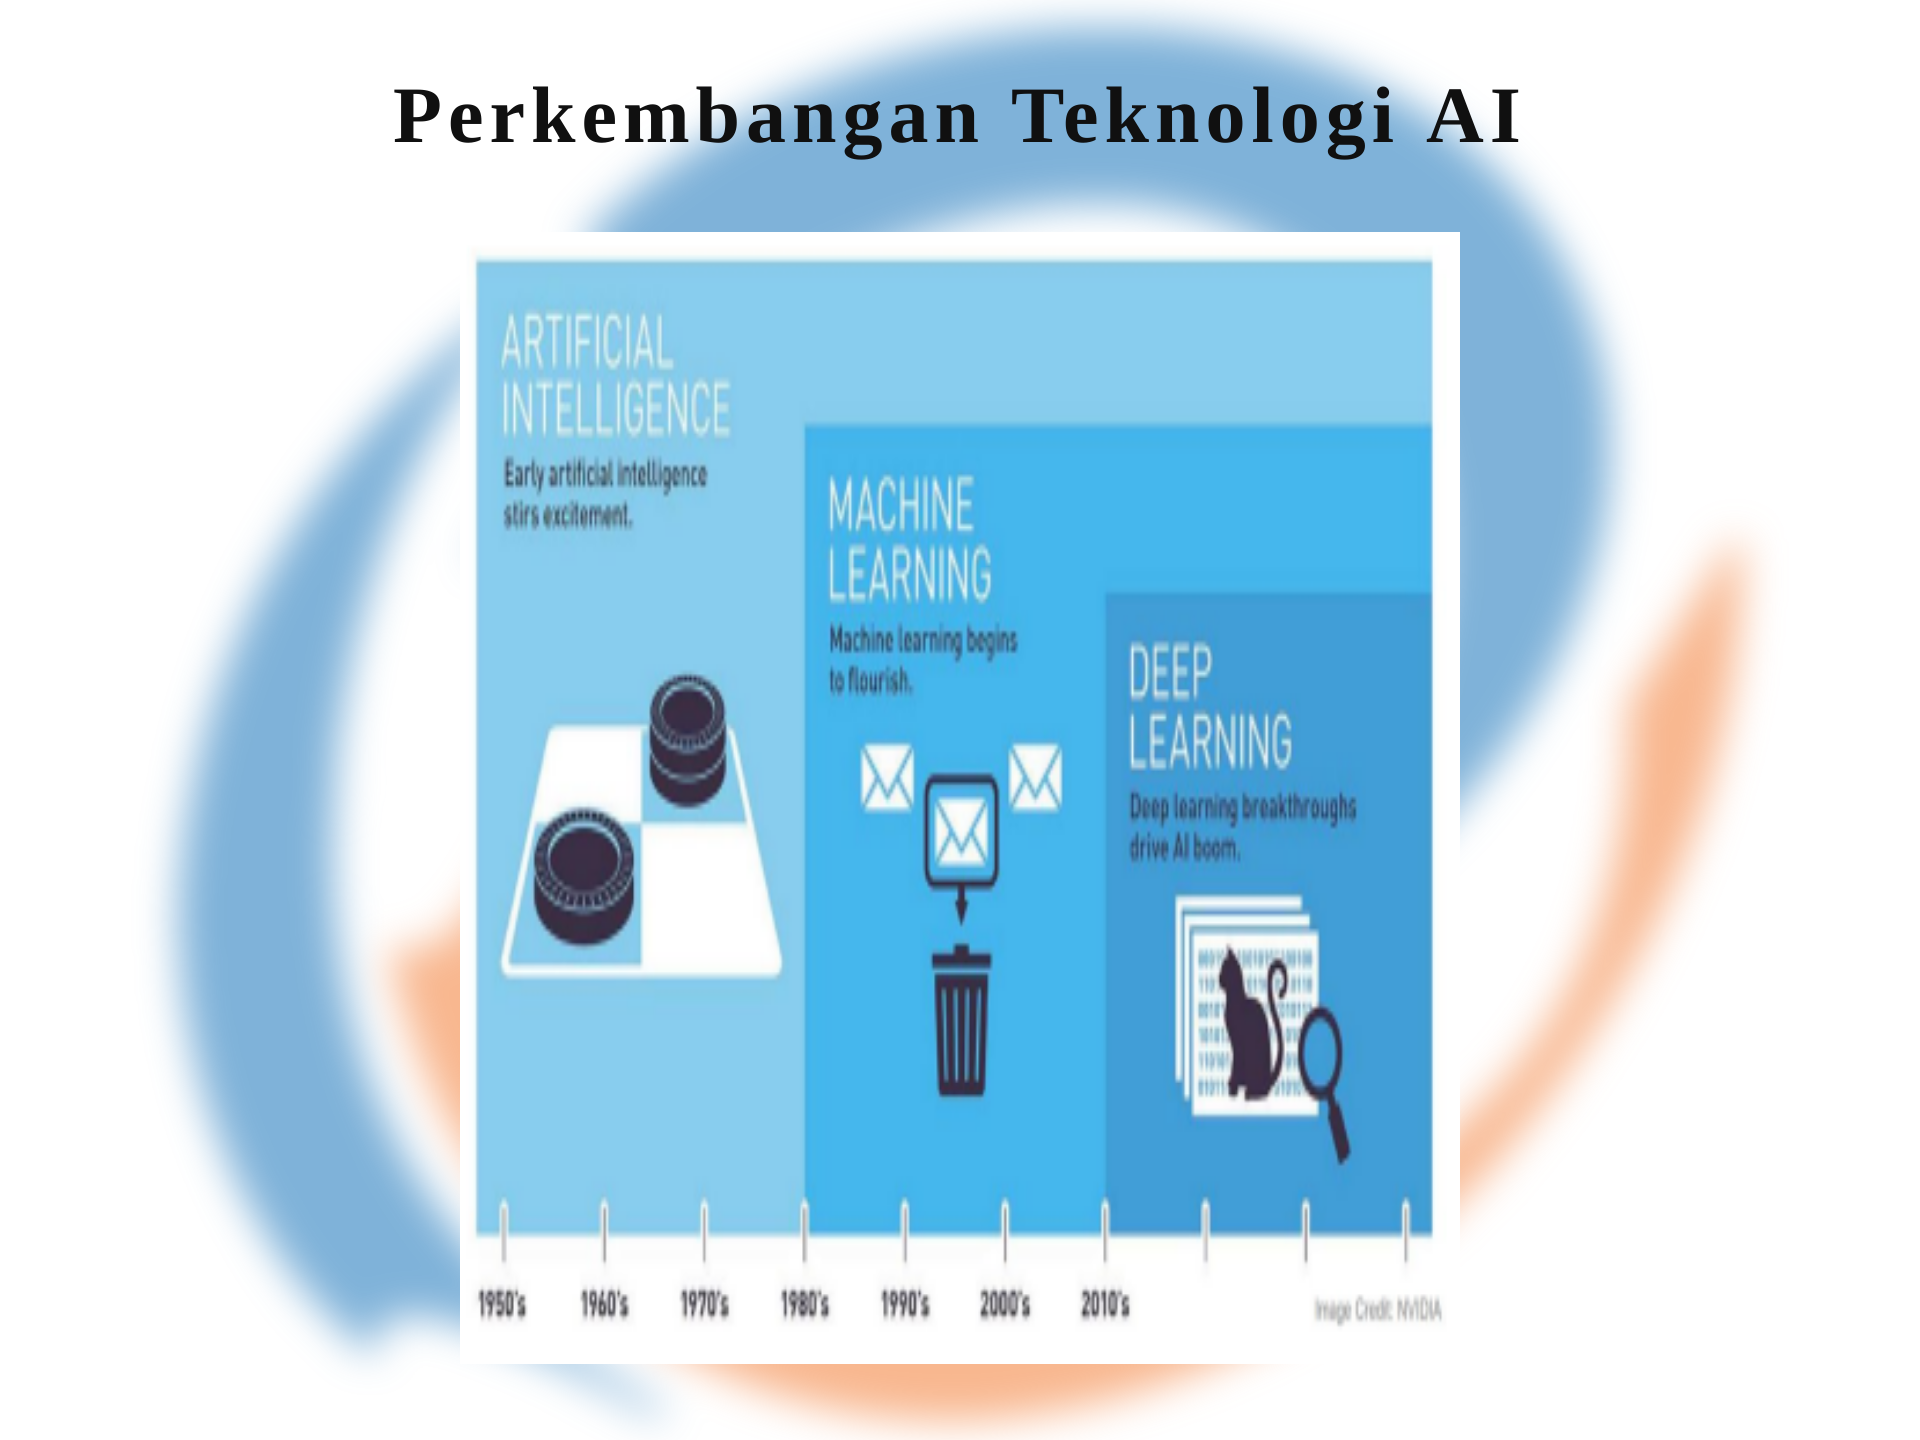 Perkembangan Teknologi AI
ARTIFICIAL
INTELLIGENCE
Early artificial intelligence
stirs excitement.
MACHINE
LEARNING
Machine learning begins
to flourish.
DEEP
LEARNING
Deep learning breakthroughs
drive AI boom.
1950's 1960's 1970's 1980's 1990's 2000's 2010's
Image Credit: NVIDIA